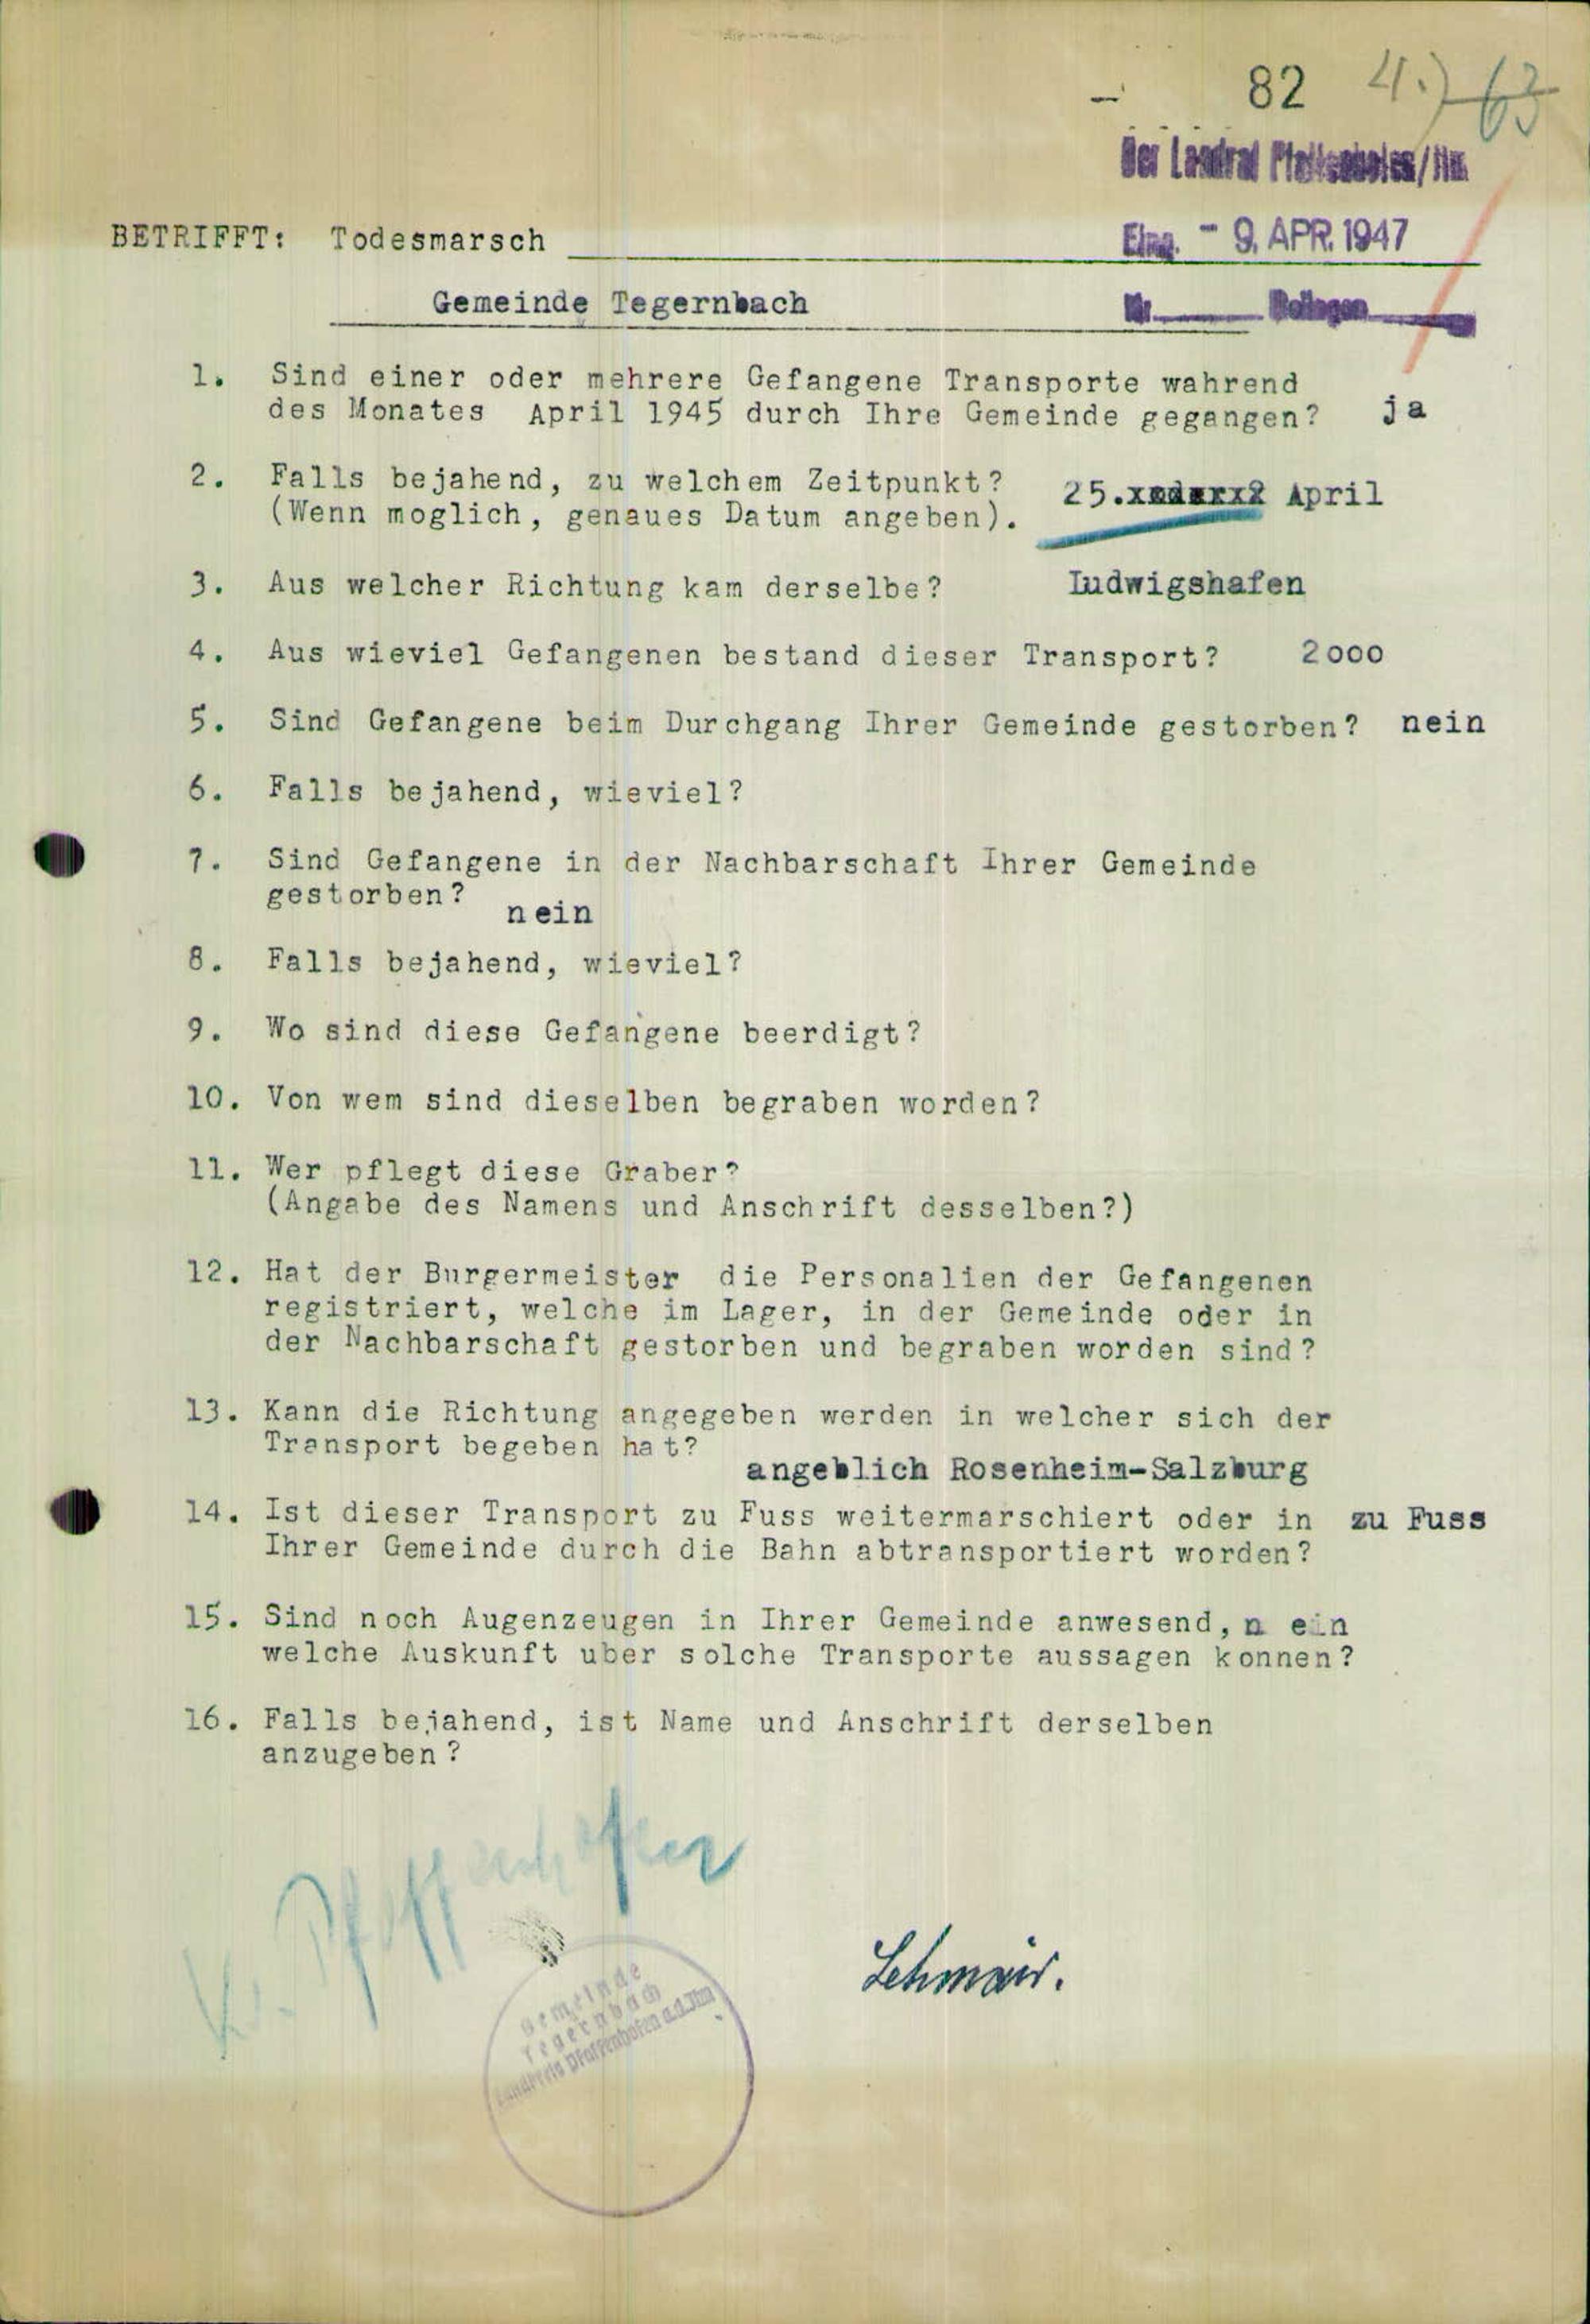 82 4.) 63
Der Landrat Pfaffenhofen/Ilm
BETRIFFT: Todesmarsch Eing. - 9. APR. 1947
Gemeinde Tegernbach Nr. Beilagen
1. Sind einer oder mehrere Gefangene Transporte wahrend
des Monates April 1945 durch Ihre Gemeinde gegangen? ja
2. Falls bejahend, zu welchem Zeitpunkt?
25. April
(Wenn moglich, genaues Datum angeben).
3. Aus welcher Richtung kam derselbe? Ludwigshafen
4. Aus wieviel Gefangenen bestand dieser Transport? 2000
5. Sind Gefangene beim Durchgang Ihrer Gemeinde gestorben? nein
6. Falls bejahend, wieviel?
7. Sind Gefangene in der Nachbarschaft Ihrer Gemeinde
gestorben?
nein
8. Falls bejahend, wieviel?
9. Wo sind diese Gefangene beerdigt?
10. Von wem sind dieselben begraben worden?
11. Wer pflegt diese Graber?
(Angabe des Namens und Anschrift desselben?)
12. Hat der Burgermeister die Personalien der Gefangenen
registriert, welche im Lager, in der Gemeinde oder in
der Nachbarschaft gestorben und begraben worden sind?
13. Kann die Richtung angegeben werden in welcher sich der
Transport begeben hat?
angeblich Rosenheim-Salzburg
14. Ist dieser Transport zu Fuss weitermarschiert oder in zu Fuss
Ihrer Gemeinde durch die Bahn abtransportiert worden?
15. Sind noch Augenzeugen in Ihrer Gemeinde anwesend, n ein
welche Auskunft uber solche Transporte aussagen konnen?
16. Falls bejahend, ist Name und Anschrift derselben
anzugeben?
Pfaffenhofen
Lehmair.
Gemeinde
Tegernbach
Landkreis Pfaffenhofen a.d.Ilm